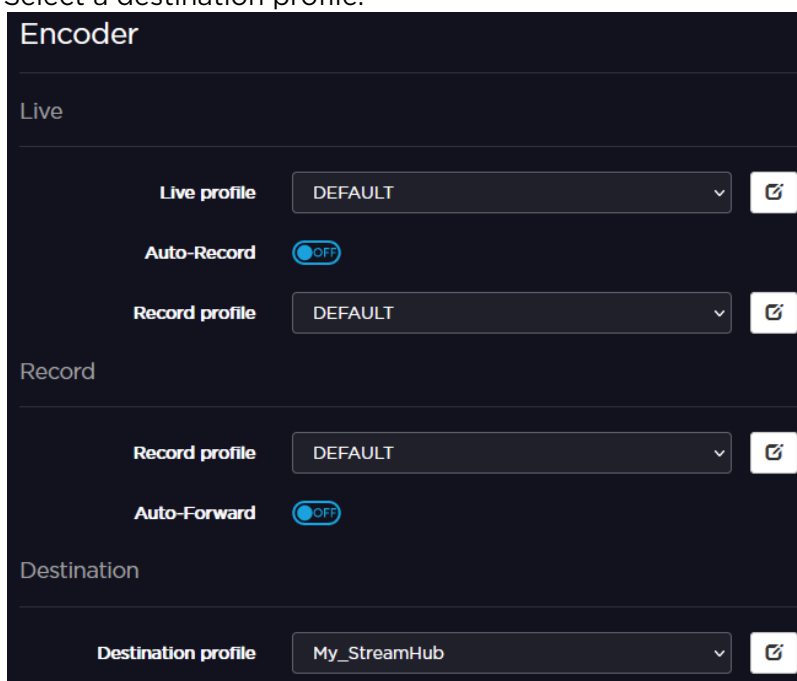 Select a destination profile.
Encoder
Live
Live profile DEFAULT
Auto-Record OFF
Record profile DEFAULT
Record
Record profile DEFAULT
Auto-Forward OFF
Destination
Destination profile My_StreamHub